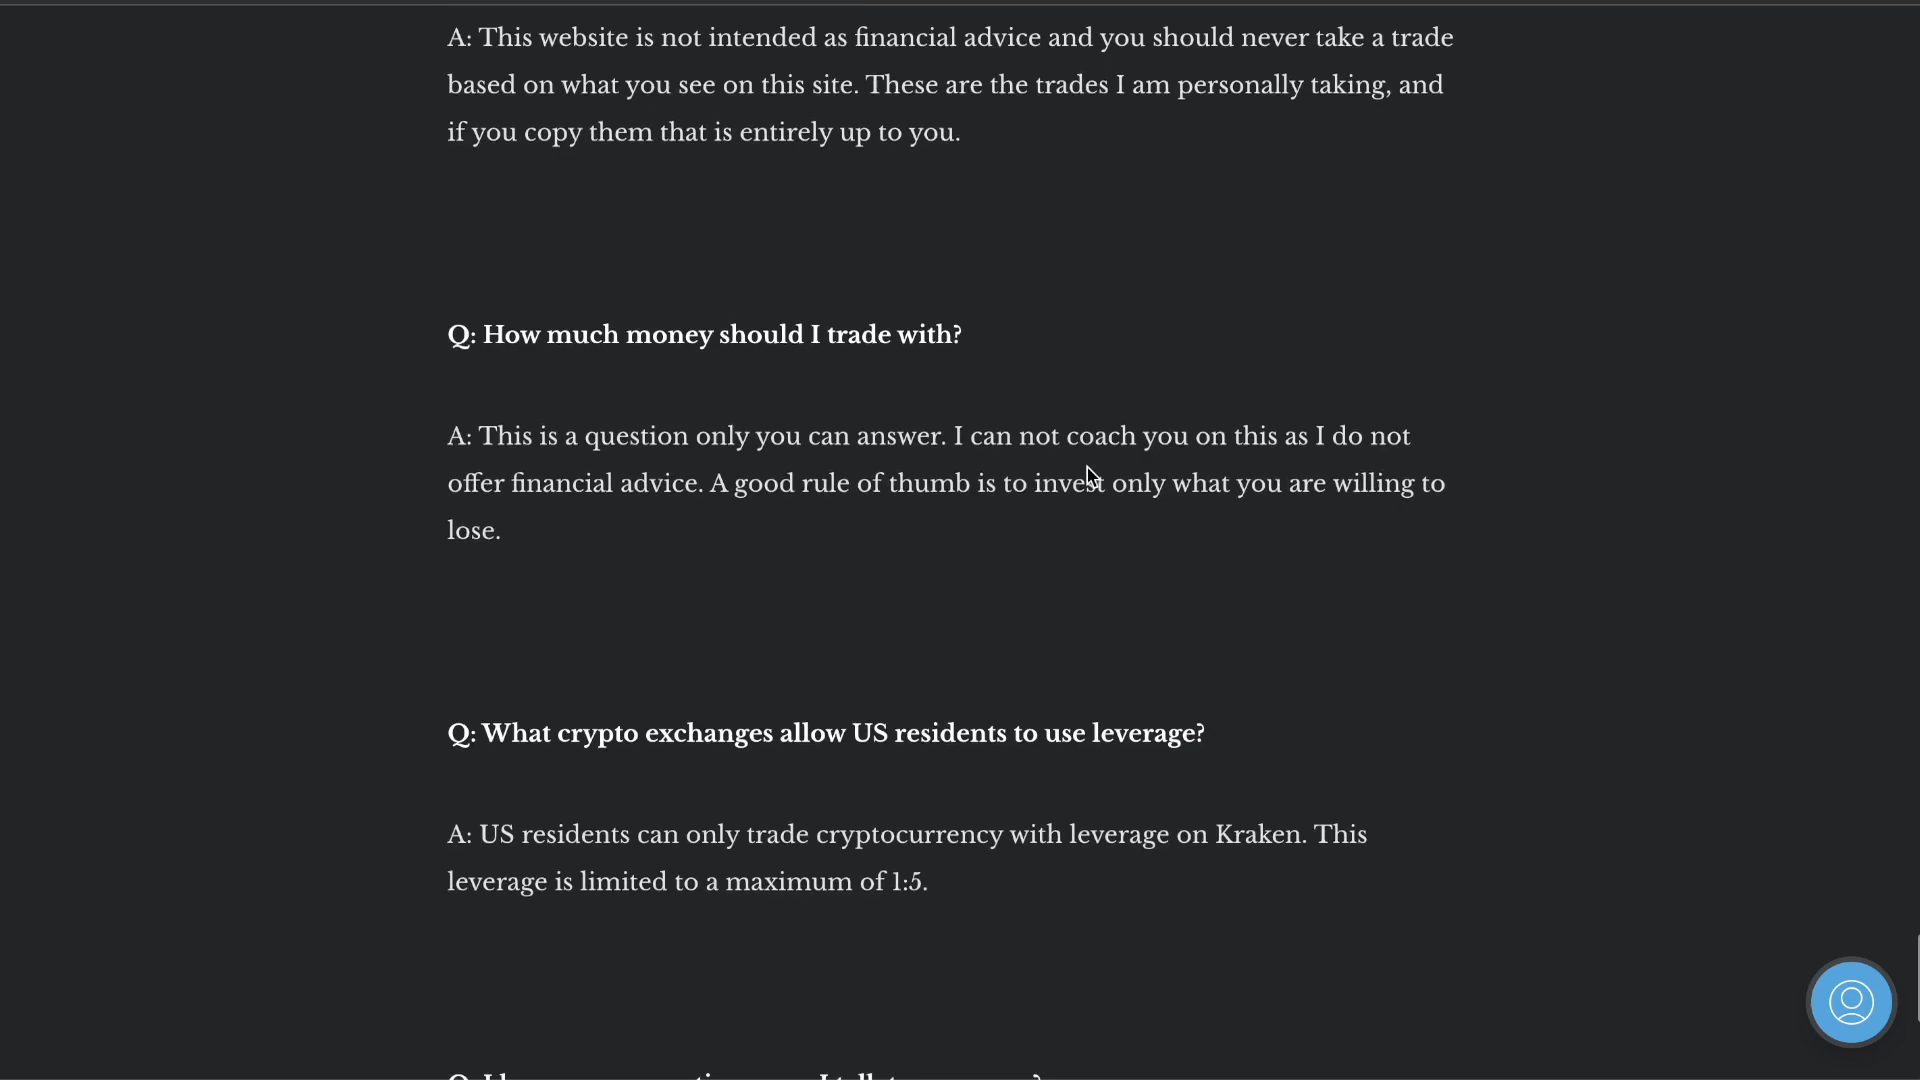 A: This website is not intended as financial advice and you should never take a trade
based on what you see on this site. These are the trades I am personally taking, and
if you copy them that is entirely up to you.
Q: How much money should I trade with?
A: This is a question only you can answer. I can not coach you on this as I do not
offer financial advice. A good rule of thumb is to invest only what you are willing to
lose.
Q: What crypto exchanges allow US residents to use leverage?
A: US residents can only trade cryptocurrency with leverage on Kraken. This
leverage is limited to a maximum of 1:5.